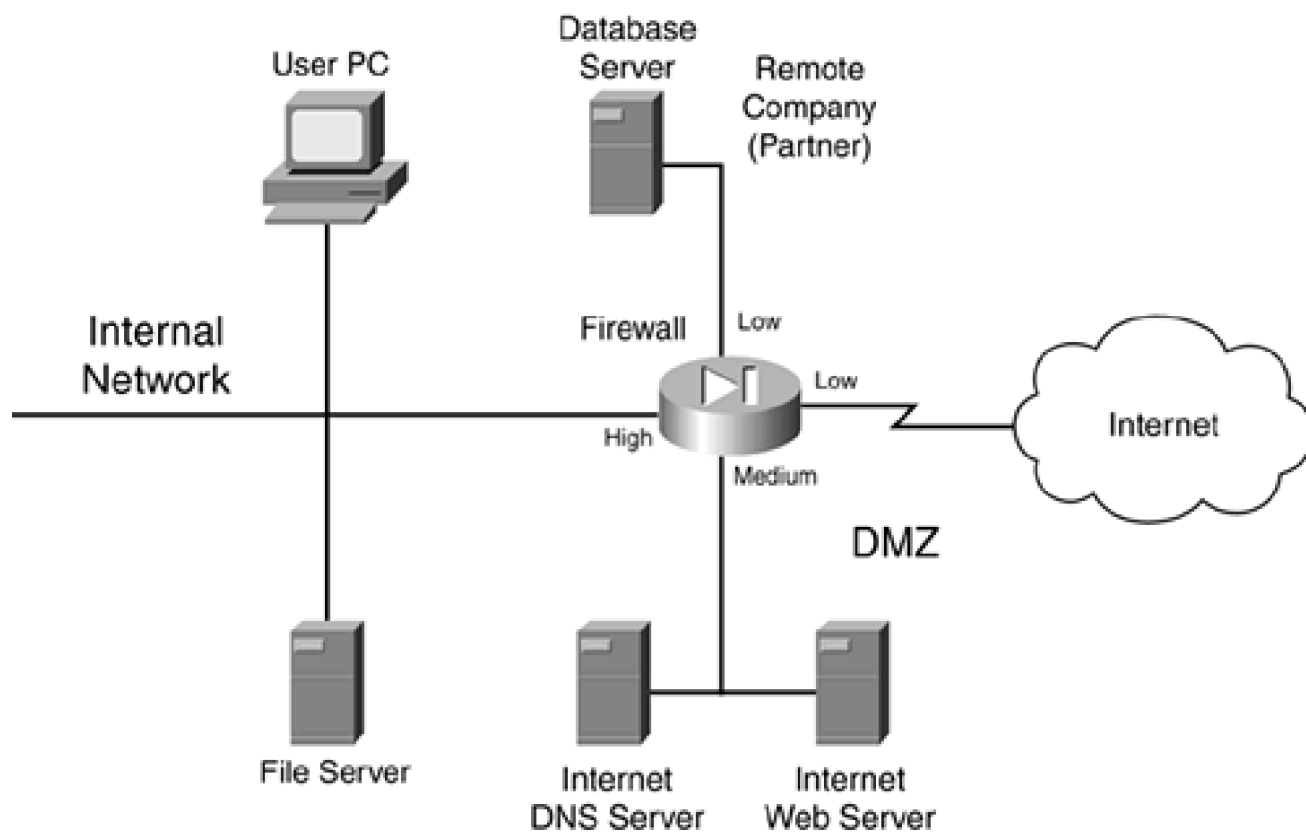 User PC
Database
Server
Remote
Company
(Partner)
Internal
Network
Firewall
Low
Low
High
Medium
Internet
DMZ
File Server
Internet
DNS Server
Internet
Web Server